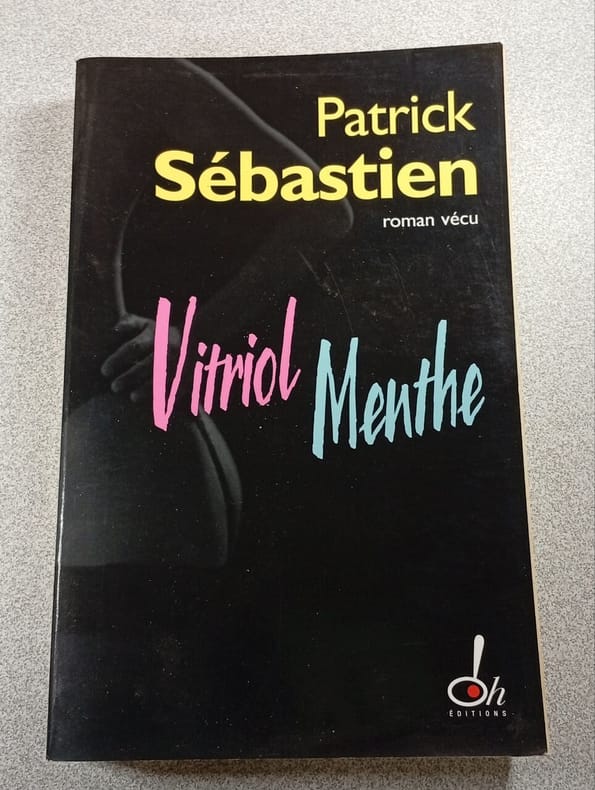 Patrick
Sébastien
roman vécu
Vitriol
Menthe
Oh
ÉDITIONS